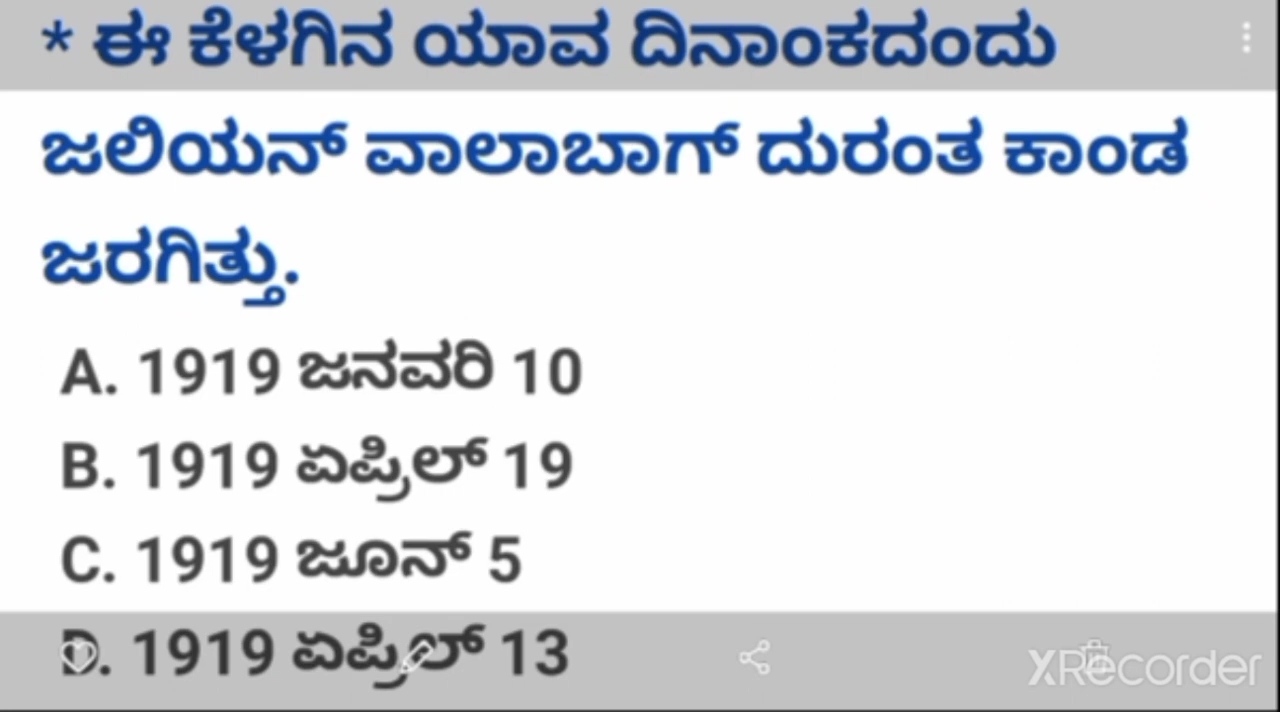 * ಈ ಕೆಳಗಿನ ಯಾವ ದಿನಾಂಕದಂದು
ಜಲಿಯನ್ ವಾಲಾಬಾಗ್ ದುರಂತ ಕಾಂಡ
ಜರಗಿತ್ತು.
A. 1919 ಜನವರಿ 10
B. 1919 ಏಪ್ರಿಲ್ 19
C. 1919 ಜೂನ್ 5
D. 1919 ಏಪ್ರಿಲ್ 13
XRecorder